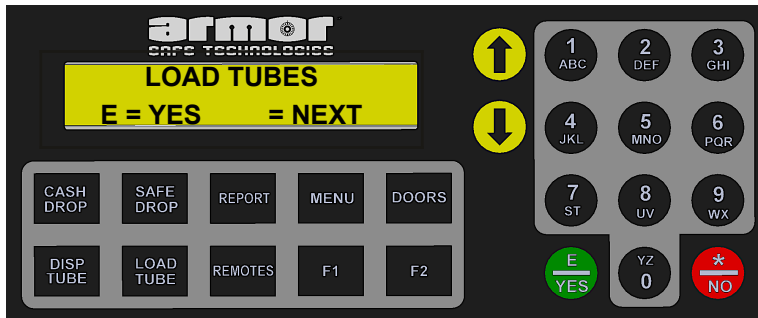 armor
SAFE TECHNOLOGIES
LOAD TUBES
E = YES = NEXT
CASH DROP
SAFE DROP
REPORT
MENU
DOORS
DISP TUBE
LOAD TUBE
REMOTES
F1
F2
1
ABC
2
DEF
3
GHI
4
JKL
5
MNO
6
PQR
7
ST
8
UV
9
WX
E
YES
YZ
0
*
NO